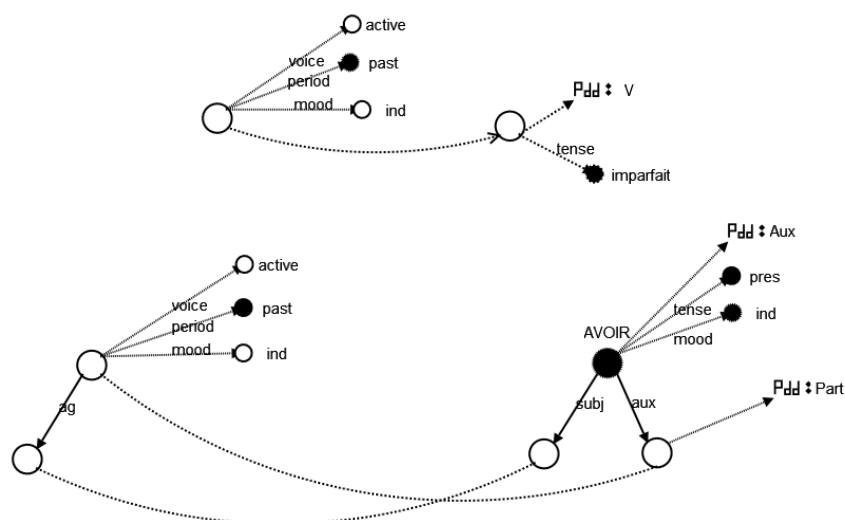 active
voice
past
period
mood
ind
Pdd : V
tense
imparfait
Pdd : Aux
active
pres
voice
past
tense
ind
period
AVOIR
mood
mood
ind
Pdd : Part
ag
subj
aux